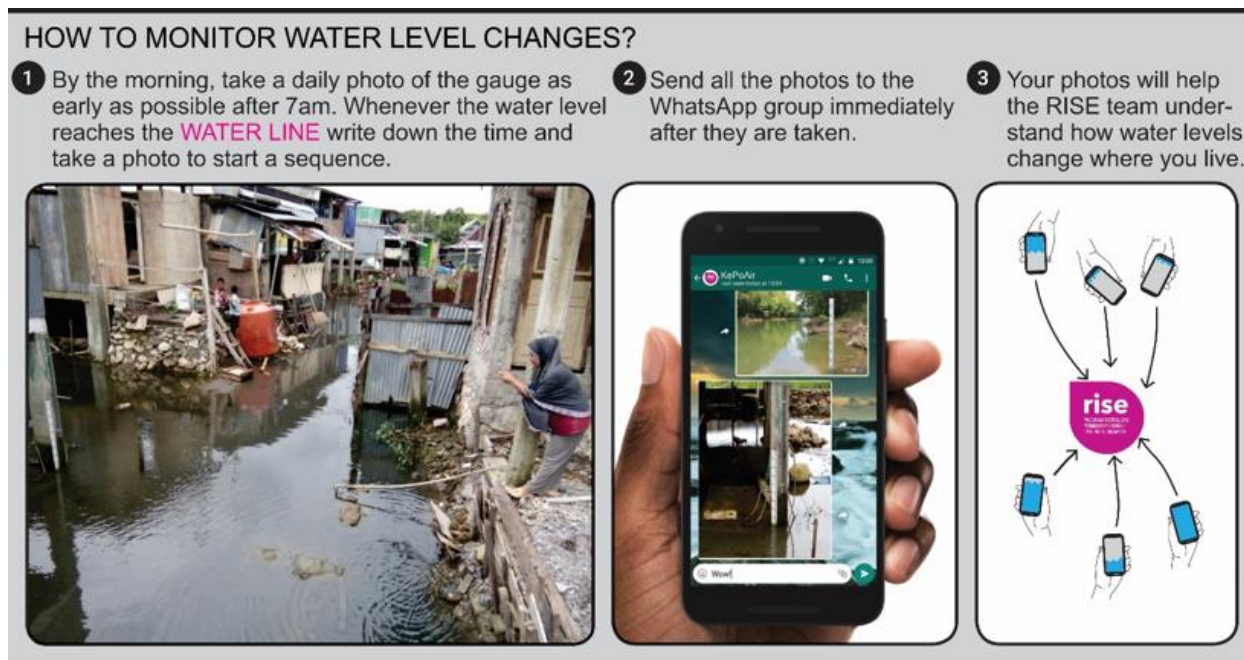 HOW TO MONITOR WATER LEVEL CHANGES?
1 By the morning, take a daily photo of the gauge as
early as possible after 7am. Whenever the water level
reaches the WATER LINE write down the time and
take a photo to start a sequence.
2 Send all the photos to the
WhatsApp group immediately
after they are taken.
3 Your photos will help
the RISE team under-
stand how water levels
change where you live.
KePoAir
Wow!
rise